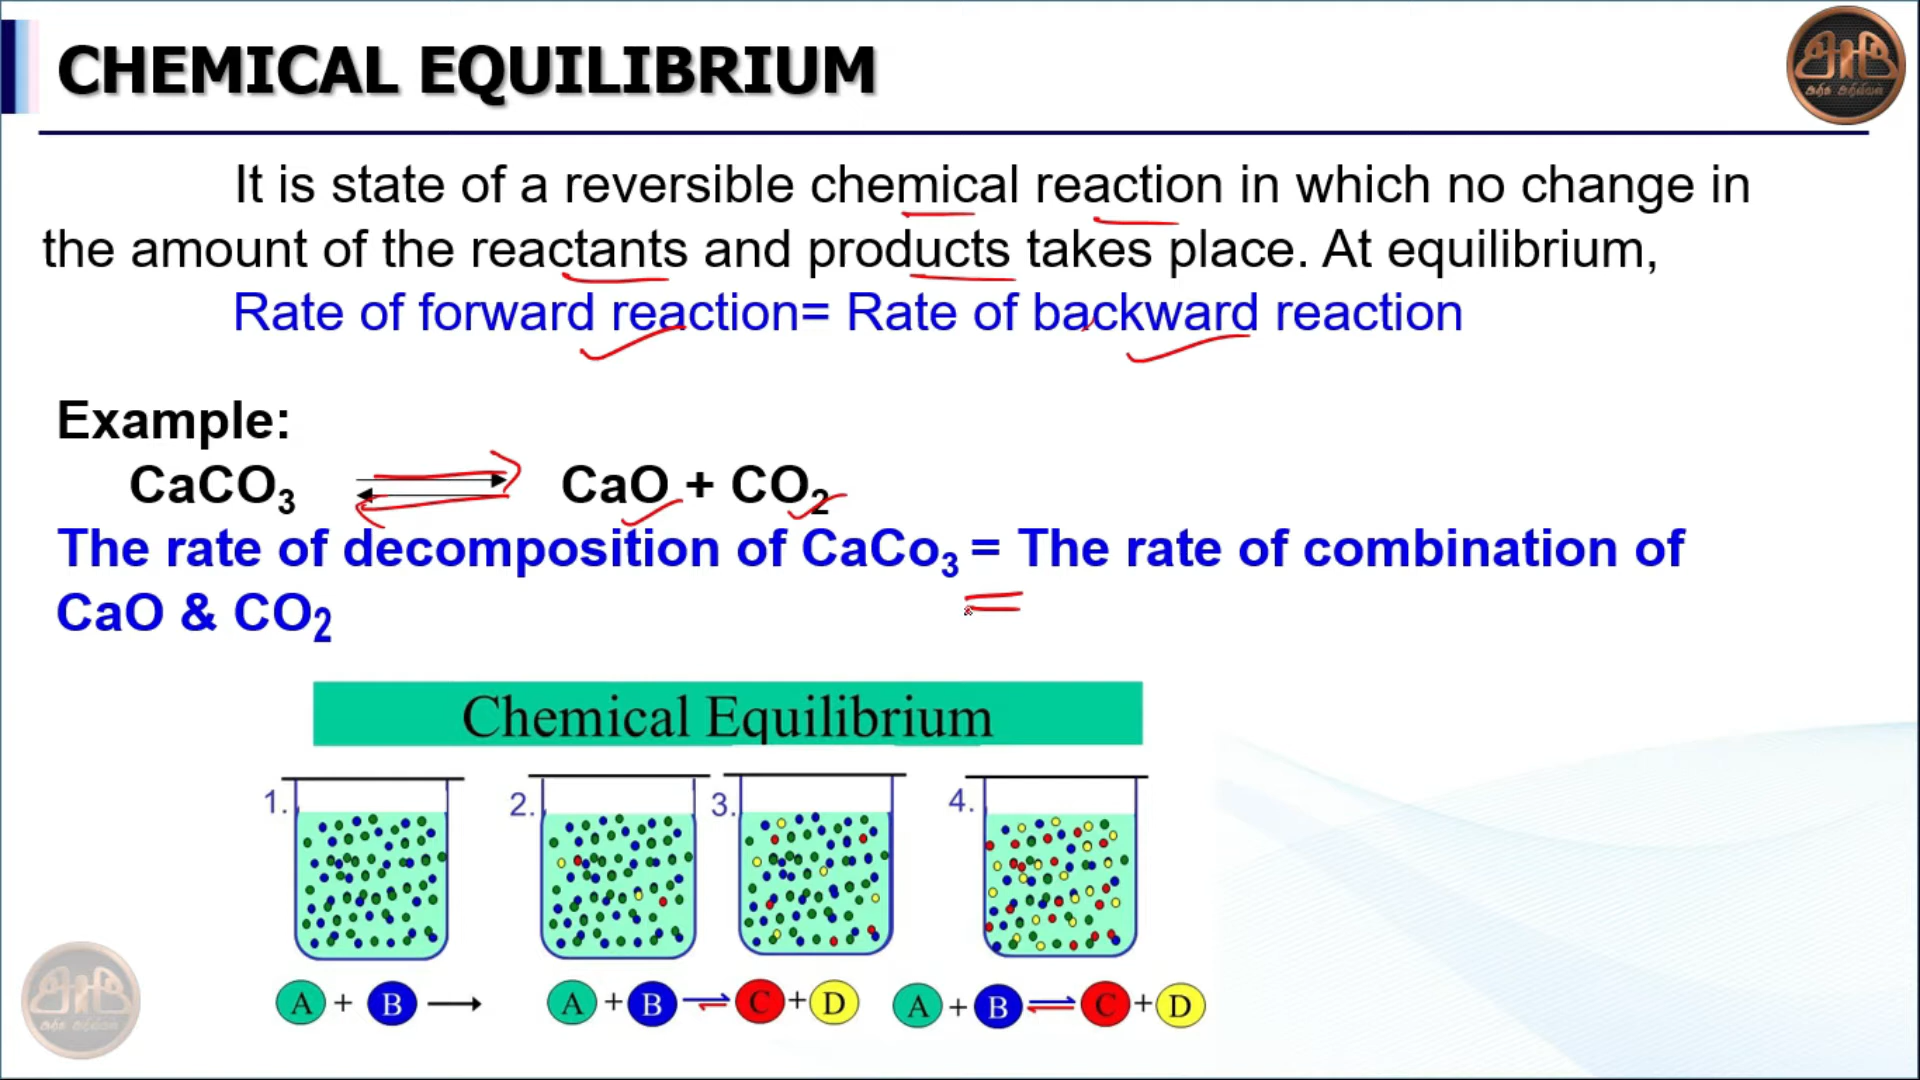 CHEMICAL EQUILIBRIUM
It is state of a reversible chemical reaction in which no change in
the amount of the reactants and products takes place. At equilibrium,
Rate of forward reaction= Rate of backward reaction
Example:
CaCO₃ ⇌ CaO + CO₂
The rate of decomposition of CaCo₃ = The rate of combination of
CaO & CO₂
Chemical Equilibrium
1. 2. 3. 4.
A + B → A + B ⇌ C + D A + B ⇌ C + D